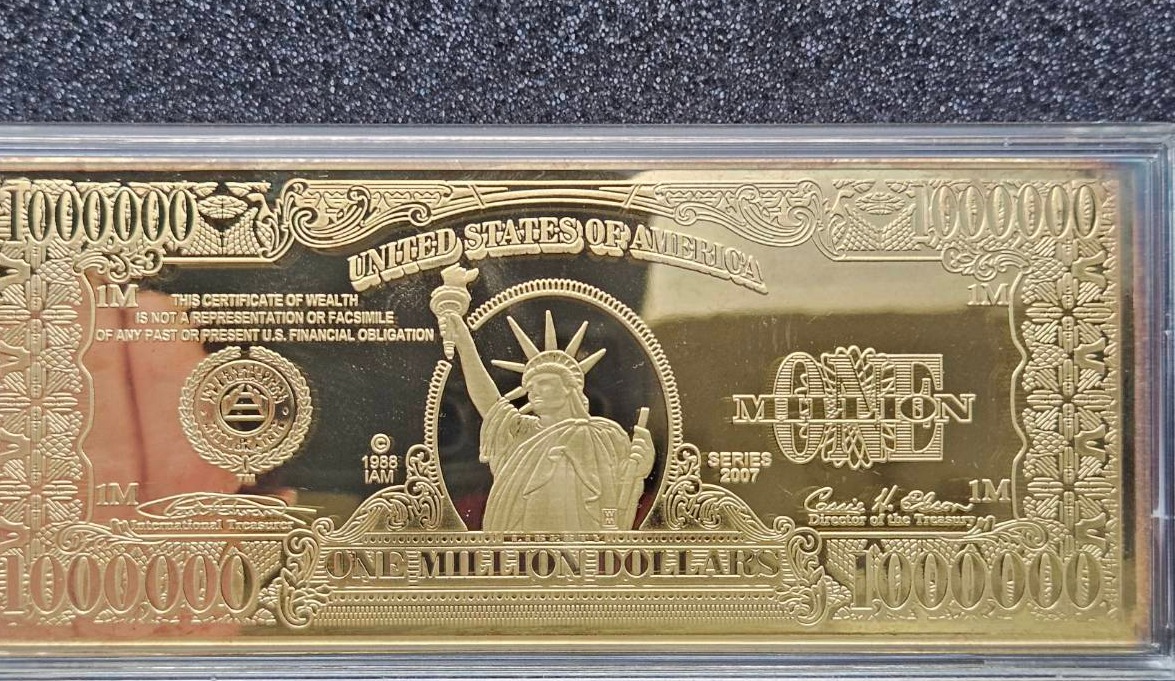 1000000
1000000
UNITED STATES OF AMERICA
1M
1M
THIS CERTIFICATE OF WEALTH
IS NOT A REPRESENTATION OR FACSIMILE
OF ANY PAST OR PRESENT U.S. FINANCIAL OBLIGATION
ONE
MILLION
©
1988
IAM
SERIES
2007
TM
1M
1M
International Treasurer
Director of the Treasury
ONE MILLION DOLLARS
1000000
1000000